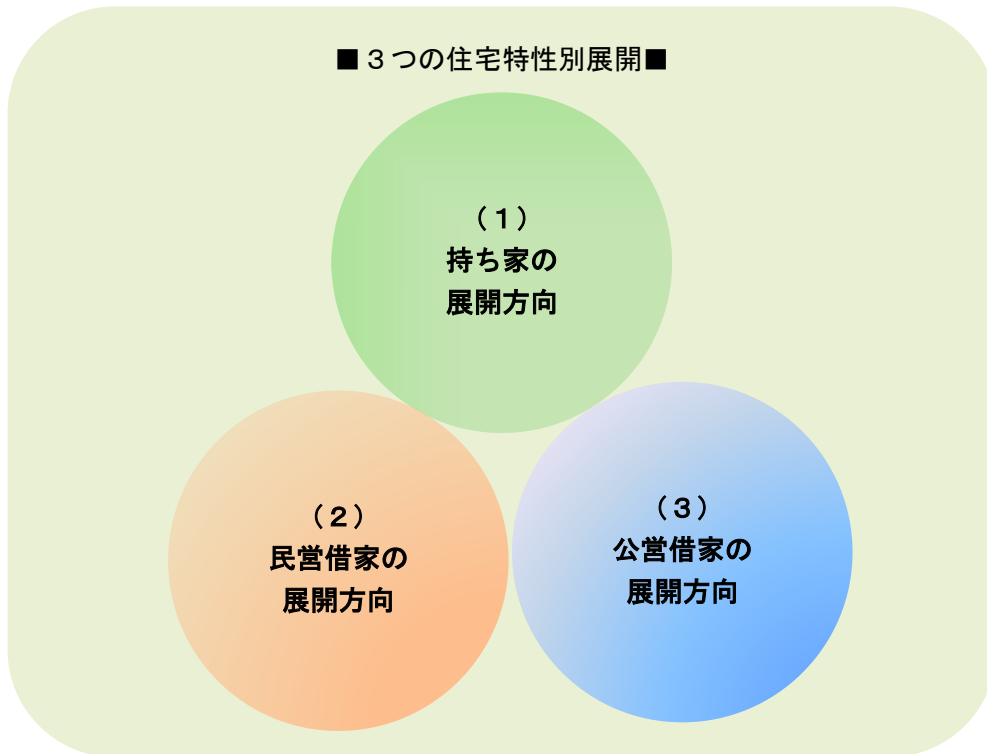 ■３つの住宅特性別展開■
（１）
持ち家の
展開方向
（２）
民営借家の
展開方向
（３）
公営借家の
展開方向